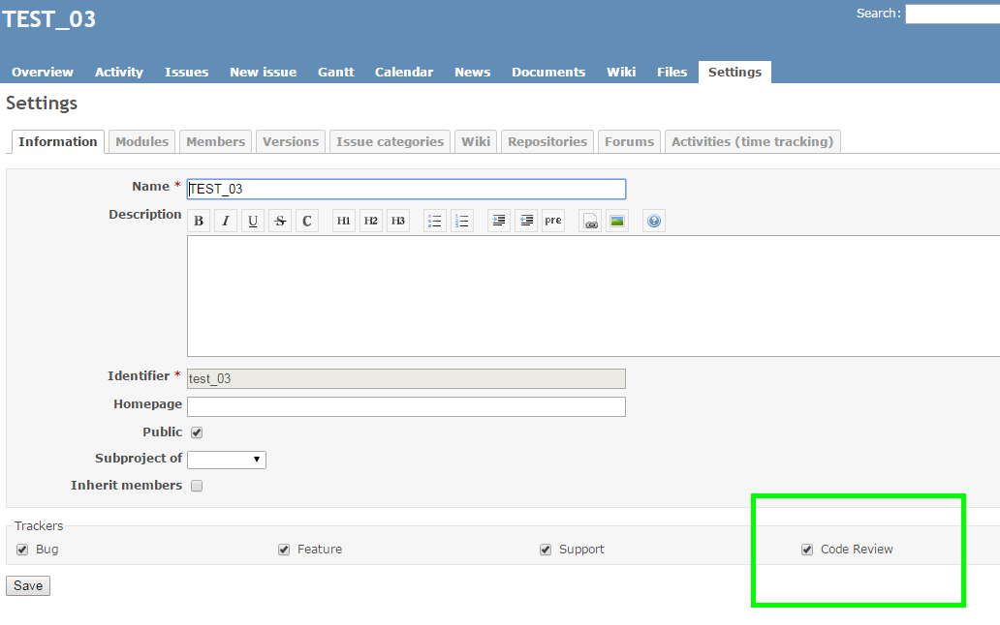 TEST_03
Search:
Overview Activity Issues New issue Gantt Calendar News Documents Wiki Files Settings
Settings
Information Modules Members Versions Issue categories Wiki Repositories Forums Activities (time tracking)
Name * TEST_03
Description B I U S C H1 H2 H3 pre
Identifier * test_03
Homepage
Public
Subproject of
Inherit members
Trackers
Bug Feature Support Code Review
Save